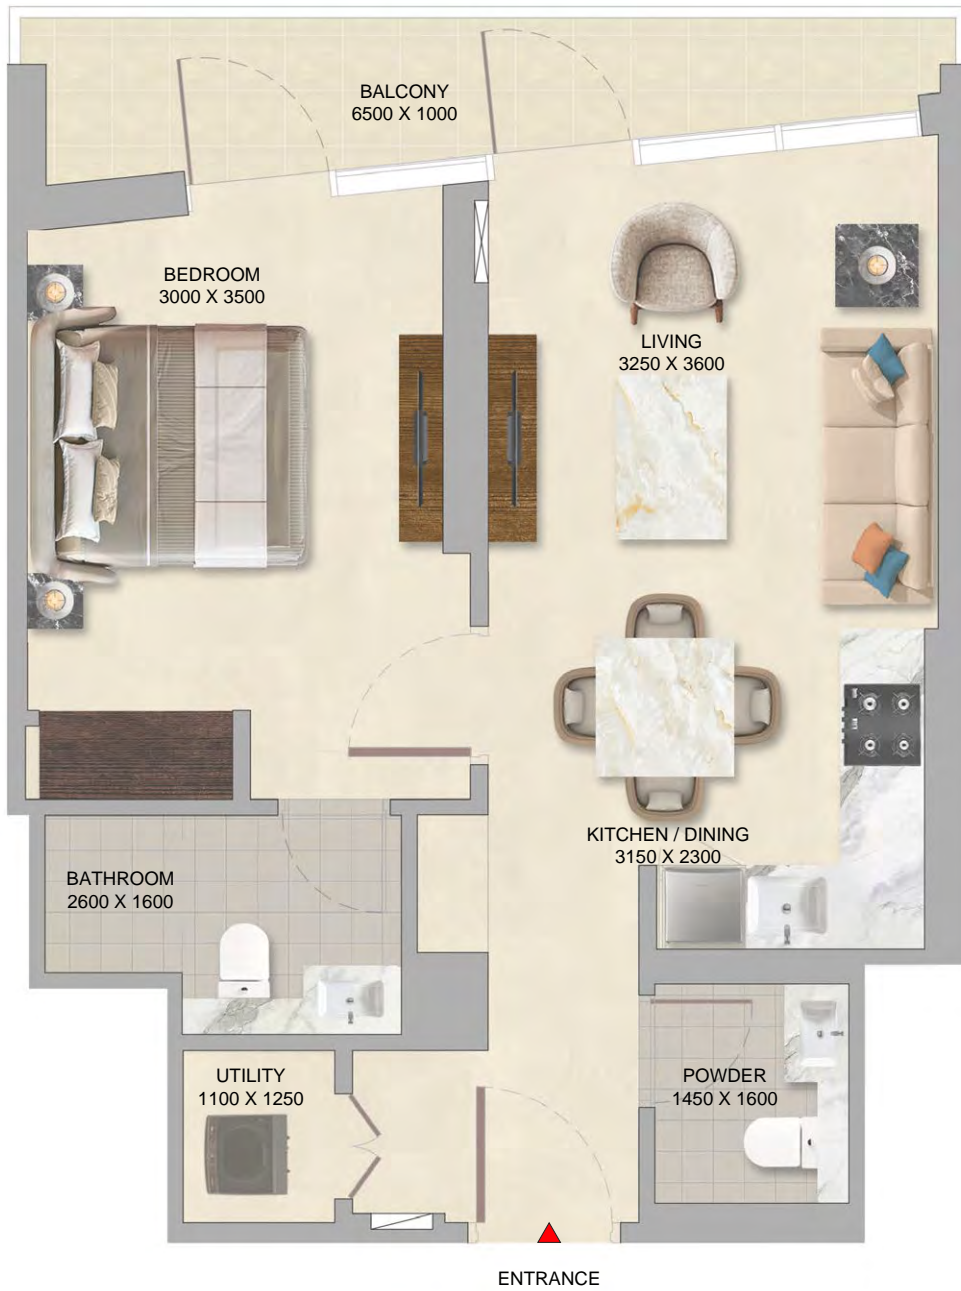 BALCONY
6500 X 1000
BEDROOM
3000 X 3500
LIVING
3250 X 3600
KITCHEN / DINING
3150 X 2300
BATHROOM
2600 X 1600
UTILITY
1100 X 1250
POWDER
1450 X 1600
ENTRANCE